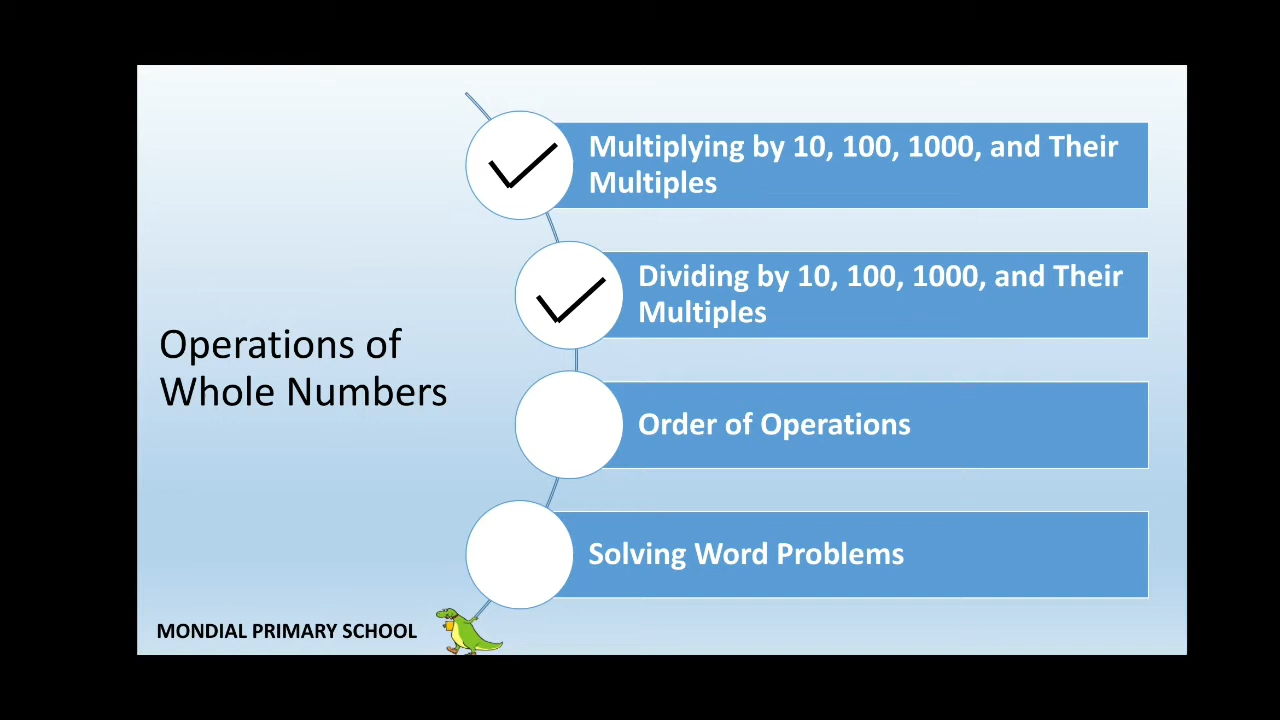 Multiplying by 10, 100, 1000, and Their
Multiples
Dividing by 10, 100, 1000, and Their
Multiples
Operations of
Whole Numbers
Order of Operations
Solving Word Problems
MONDIAL PRIMARY SCHOOL